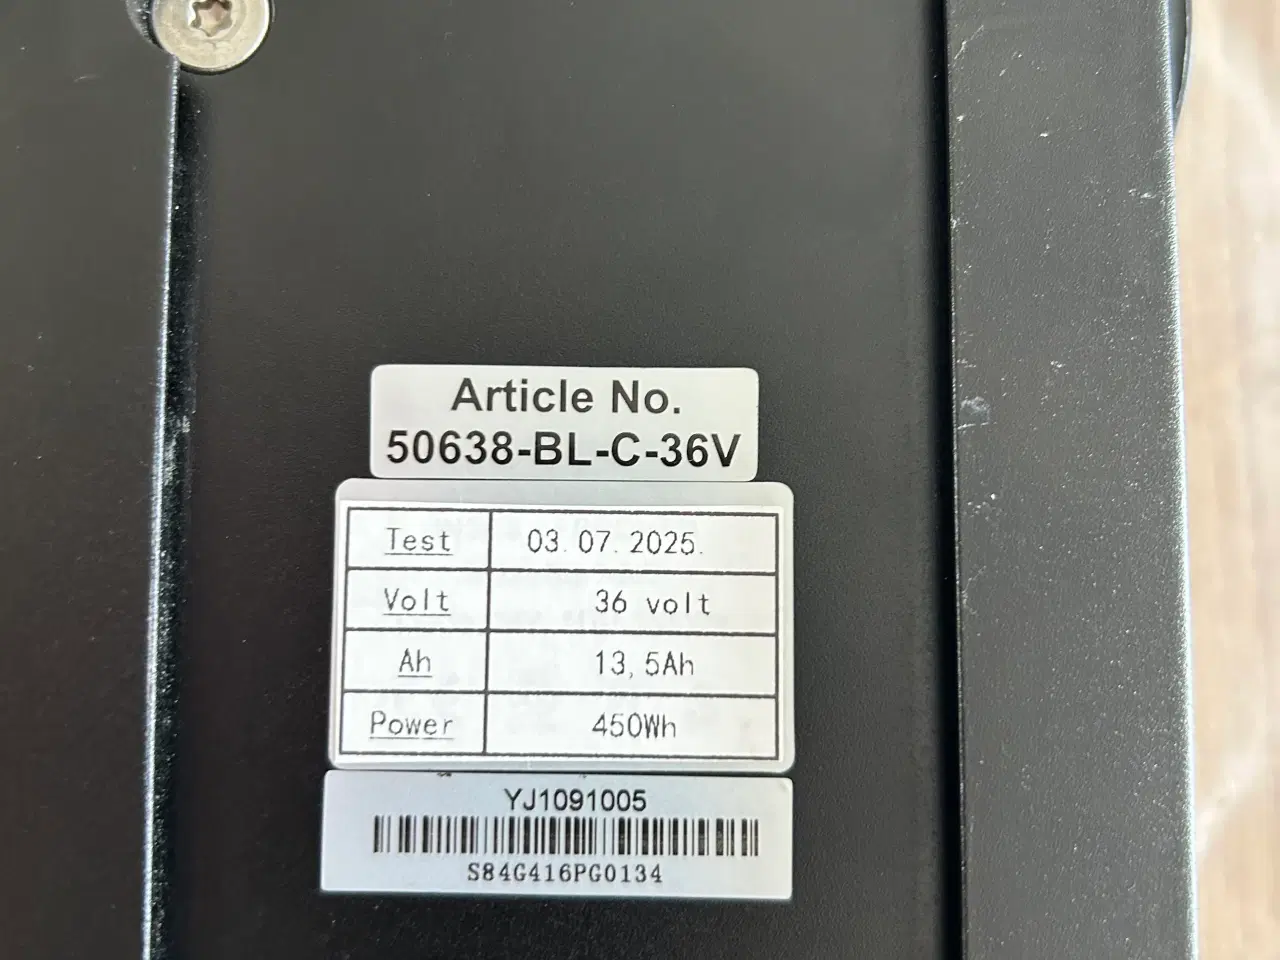 Article No.
50638-BL-C-36V
Test 03.07.2025.
Volt 36 volt
Ah 13,5Ah
Power 450Wh
YJ1091005
S84G416PG0134